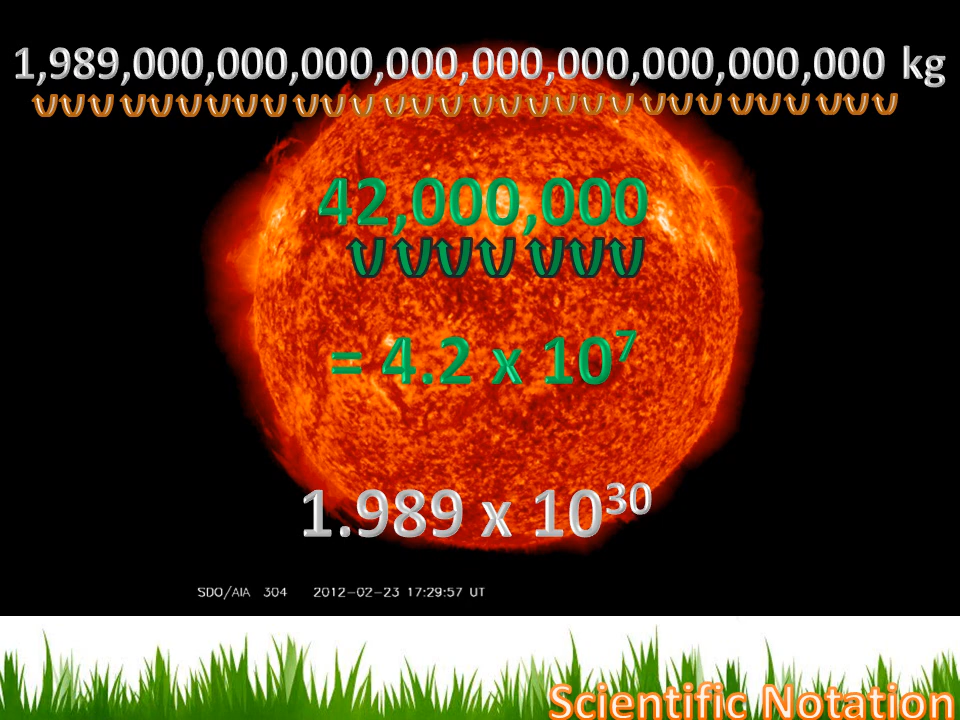 1,989,000,000,000,000,000,000,000,000,000 kg
42,000,000
= 4.2 x 10⁷
1.989 x 10³⁰
SDO/AIA 304 2012-02-23 17:29:57 UT
Scientific Notation